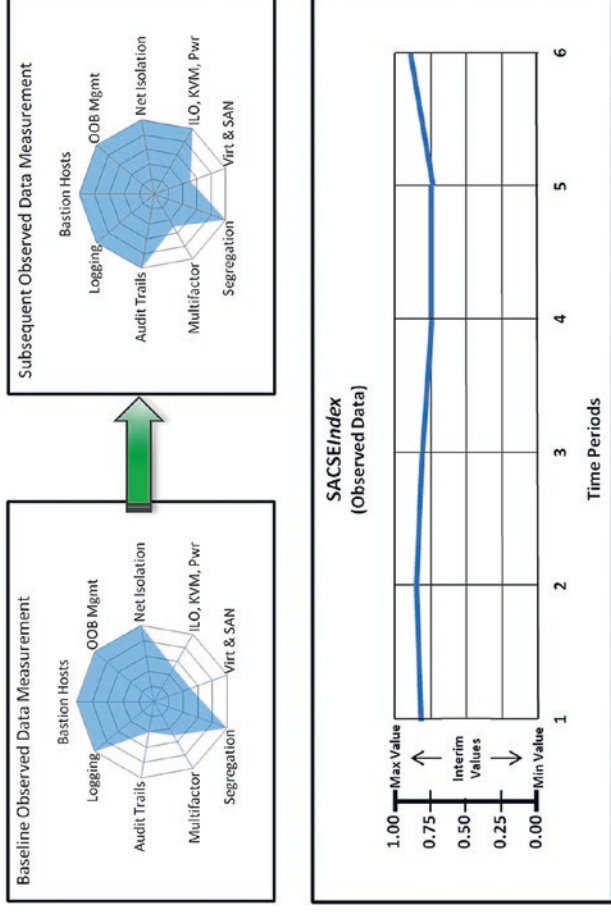 Baseline Observed Data Measurement
Bastion Hosts
OOB Mgmt
Net Isolation
ILO, KVM, Pwr
Virt & SAN
Segregation
Multifactor
Audit Trails
Logging
Subsequent Observed Data Measurement
Bastion Hosts
OOB Mgmt
Net Isolation
ILO, KVM, Pwr
Virt & SAN
Segregation
Multifactor
Audit Trails
Logging
SACSEIndex
(Observed Data)
1.00
0.75
0.50
0.25
0.00
Max Value
Interim
Values
Min Value
1
2
3
4
5
6
Time Periods